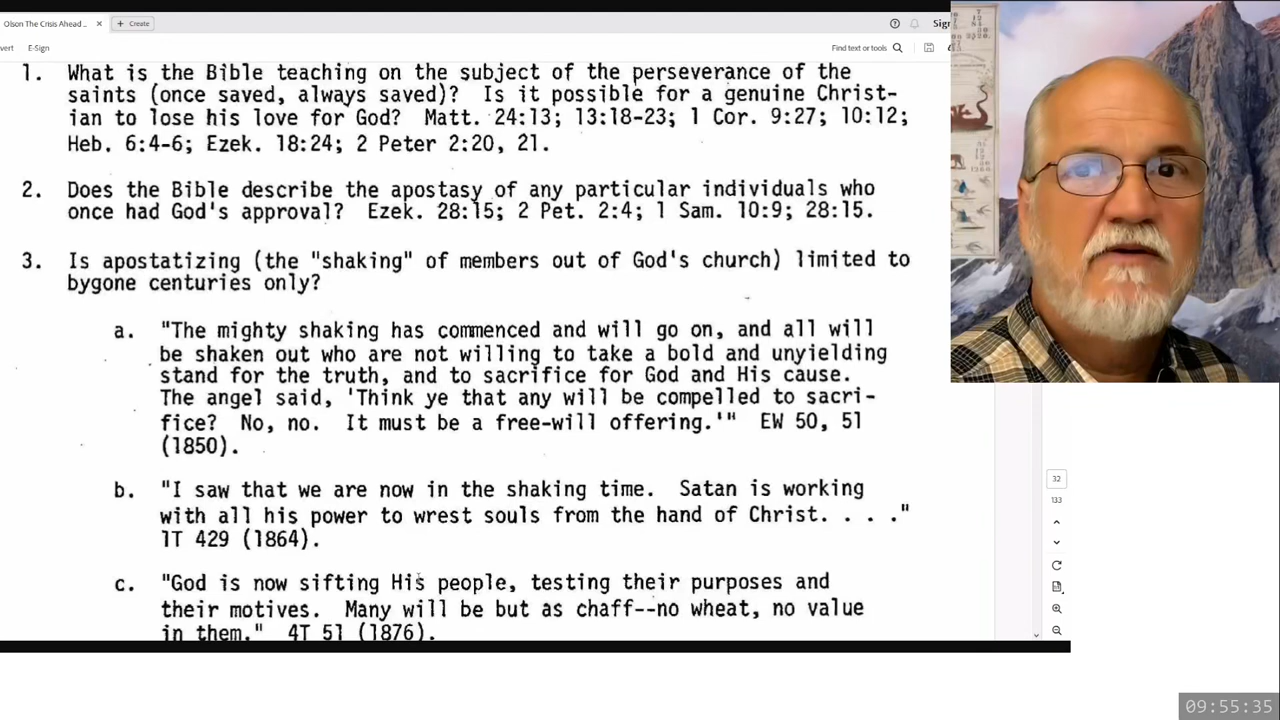 Olson The Crisis Ahead ..
× + Create
Sign
vert E-Sign
Find text or tools
1. What is the Bible teaching on the subject of the perseverance of the
saints (once saved, always saved)? Is it possible for a genuine Christ-
ian to lose his love for God? Matt. 24:13; 13:18-23; 1 Cor. 9:27; 10:12;
Heb. 6:4-6; Ezek. 18:24; 2 Peter 2:20, 21.
2. Does the Bible describe the apostasy of any particular individuals who
once had God's approval? Ezek. 28:15; 2 Pet. 2:4; 1 Sam. 10:9; 28:15.
3. Is apostatizing (the "shaking" of members out of God's church) limited to
bygone centuries only?
a. "The mighty shaking has commenced and will go on, and all will
be shaken out who are not willing to take a bold and unyielding
stand for the truth, and to sacrifice for God and His cause.
The angel said, 'Think ye that any will be compelled to sacri-
fice? No, no. It must be a free-will offering.'" EW 50, 51
(1850).
b. "I saw that we are now in the shaking time. Satan is working
with all his power to wrest souls from the hand of Christ. . . ."
1T 429 (1864).
c. "God is now sifting His people, testing their purposes and
their motives. Many will be but as chaff--no wheat, no value
in them." 4T 51 (1876).
32
133
09:55:35